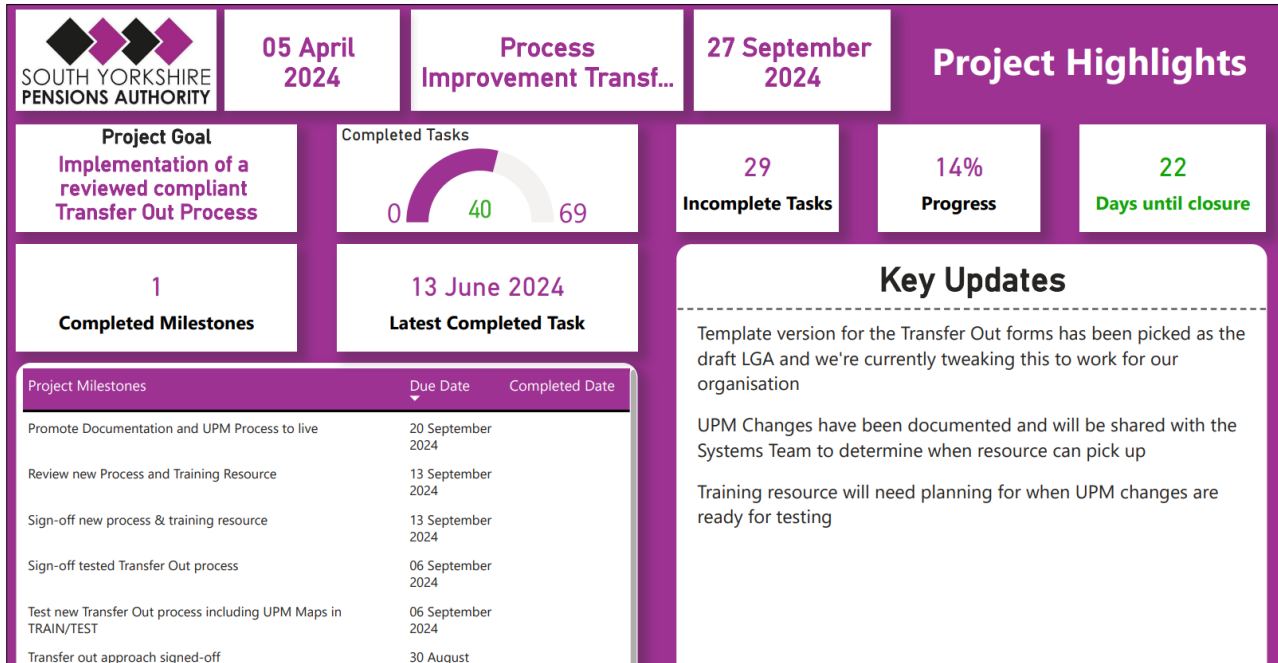 SOUTH YORKSHIRE
PENSIONS AUTHORITY
05 April
2024
Process
Improvement Transf...
27 September
2024
Project Highlights
Project Goal
Implementation of a
reviewed compliant
Transfer Out Process
Completed Tasks
0
40
69
29
Incomplete Tasks
14%
Progress
22
Days until closure
1
Completed Milestones
13 June 2024
Latest Completed Task
Project Milestones Due Date Completed Date
Promote Documentation and UPM Process to live 20 September
2024
Review new Process and Training Resource 13 September
2024
Sign-off new process & training resource 13 September
2024
Sign-off tested Transfer Out process 06 September
2024
Test new Transfer Out process including UPM Maps in 06 September
TRAIN/TEST 2024
Transfer out approach signed-off 30 August
Key Updates
Template version for the Transfer Out forms has been picked as the
draft LGA and we're currently tweaking this to work for our
organisation
UPM Changes have been documented and will be shared with the
Systems Team to determine when resource can pick up
Training resource will need planning for when UPM changes are
ready for testing